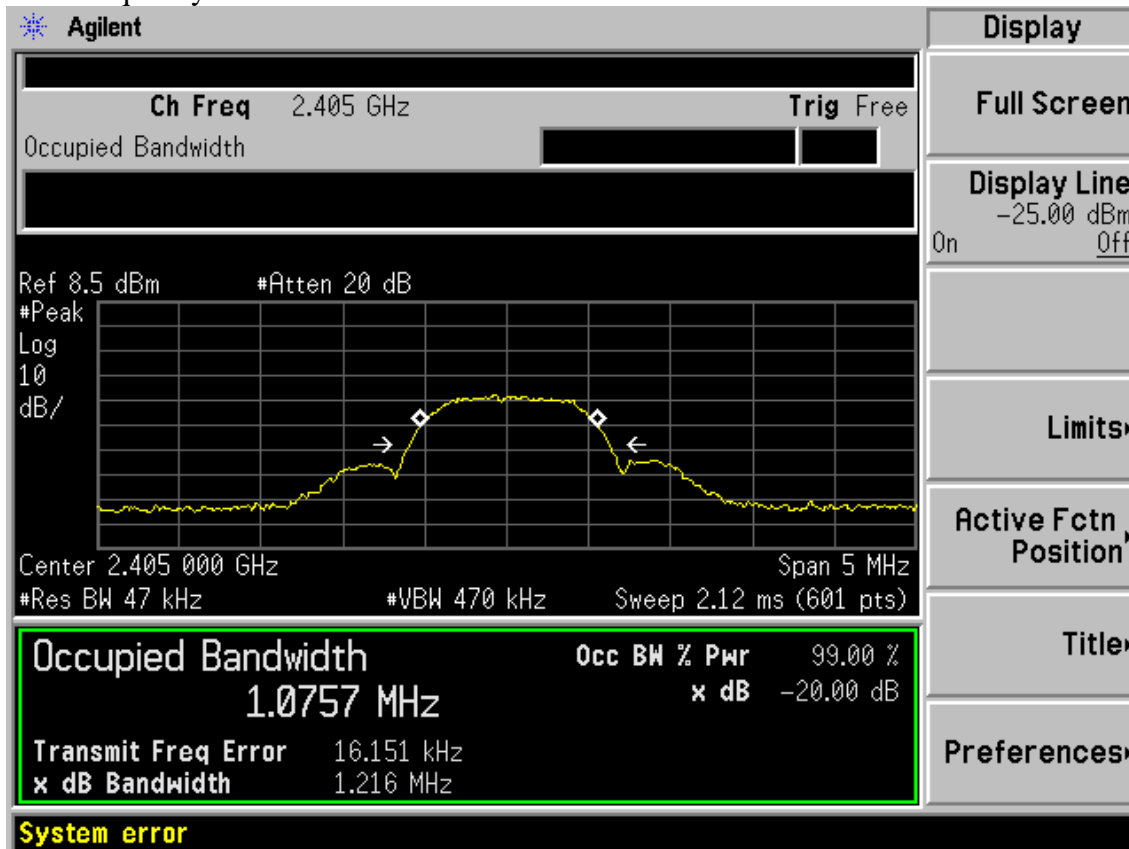 Agilent
Display
Ch Freq 2.405 GHz Trig Free
Full Screen
Occupied Bandwidth
Display Line
-25.00 dBm
On Off
Ref 8.5 dBm #Atten 20 dB
#Peak
Log
10
dB/
Limits
Active Fctn
Position
Center 2.405 000 GHz Span 5 MHz
#Res BW 47 kHz #VBW 470 kHz Sweep 2.12 ms (601 pts)
Title
Occupied Bandwidth Occ BW % Pwr 99.00 %
1.0757 MHz x dB -20.00 dB
Transmit Freq Error 16.151 kHz
x dB Bandwidth 1.216 MHz
Preferences
System error